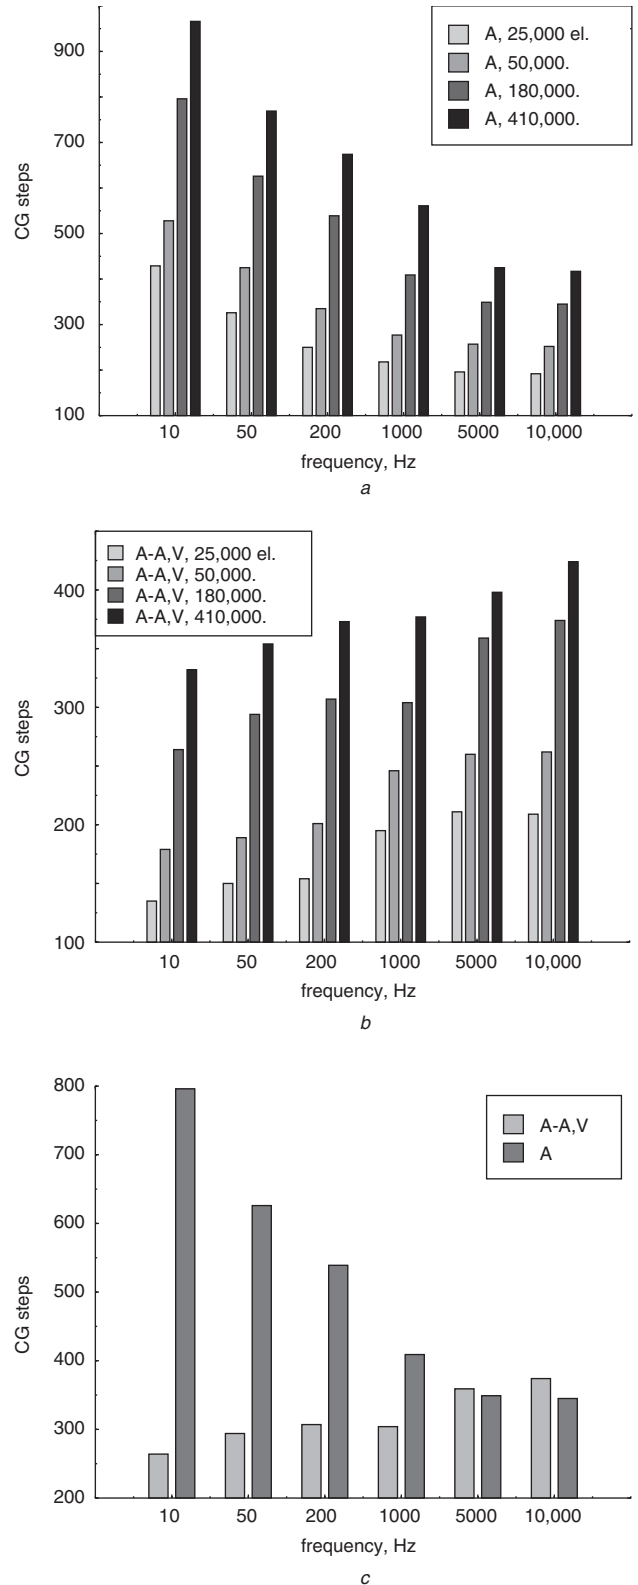 900
700
500
300
100
CG steps
A, 25,000 el.
A, 50,000.
A, 180,000.
A, 410,000.
10 50 200 1000 5000 10,000
frequency, Hz
a
400
300
200
100
CG steps
A-A,V, 25,000 el.
A-A,V, 50,000.
A-A,V, 180,000.
A-A,V, 410,000.
10 50 200 1000 5000 10,000
frequency, Hz
b
800
700
600
500
400
300
200
CG steps
A-A,V
A
10 50 200 1000 5000 10,000
frequency, Hz
c